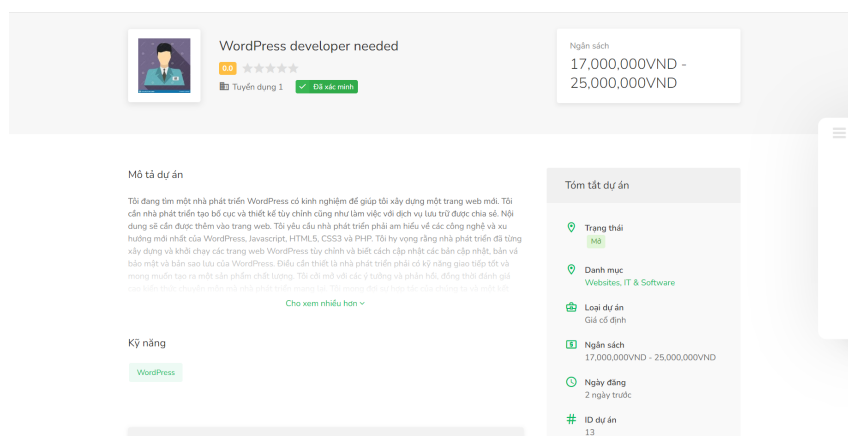 WordPress developer needed
0.0
Tuyển dụng 1
Đã xác minh
Ngân sách
17,000,000VND -
25,000,000VND
Mô tả dự án
Tôi đang tìm một nhà phát triển WordPress có kinh nghiệm để giúp tôi xây dựng một trang web mới. Tôi
cần nhà phát triển tạo bố cục và thiết kế tùy chỉnh cũng như làm việc với dịch vụ lưu trữ được chia sẻ. Nội
dung sẽ cần được thêm vào trang web. Tôi yêu cầu nhà phát triển phải am hiểu về các công nghệ và xu
hướng mới nhất của WordPress, Javascript, HTML5, CSS3 và PHP. Tôi hy vọng rằng nhà phát triển đã từng
xây dựng và khởi chạy các trang web WordPress tùy chỉnh và biết cách cập nhật các bản cập nhật, bản vá
bảo mật và bản sao lưu của WordPress. Điều cần thiết là nhà phát triển phải có kỹ năng giao tiếp tốt và
mong muốn tạo ra một sản phẩm chất lượng. Tôi cởi mở với các ý tưởng và phản hồi, đồng thời đánh giá
cao kiến thức chuyên môn mà nhà phát triển mang lại.
Cho xem nhiều hơn
Kỹ năng
WordPress
Tóm tắt dự án
Trạng thái
Mở
Danh mục
Websites, IT & Software
Loại dự án
Giá cố định
Ngân sách
17,000,000VND - 25,000,000VND
Ngày đăng
2 ngày trước
ID dự án
13